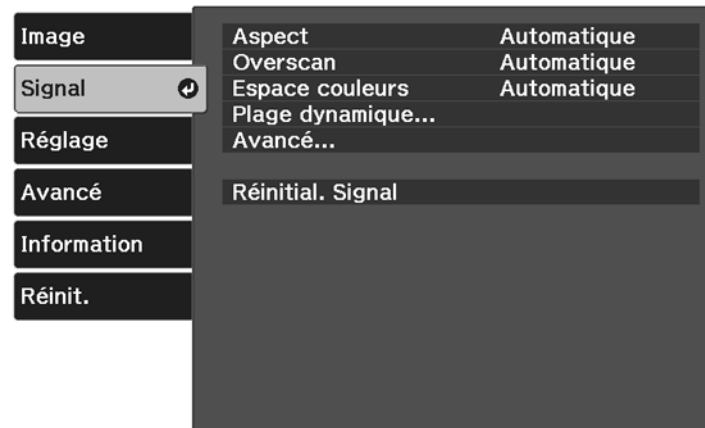 Image
Signal
Réglage
Avancé
Information
Réinit.
Aspect Automatique
Overscan Automatique
Espace couleurs Automatique
Plage dynamique...
Avancé...
Réinitial. Signal